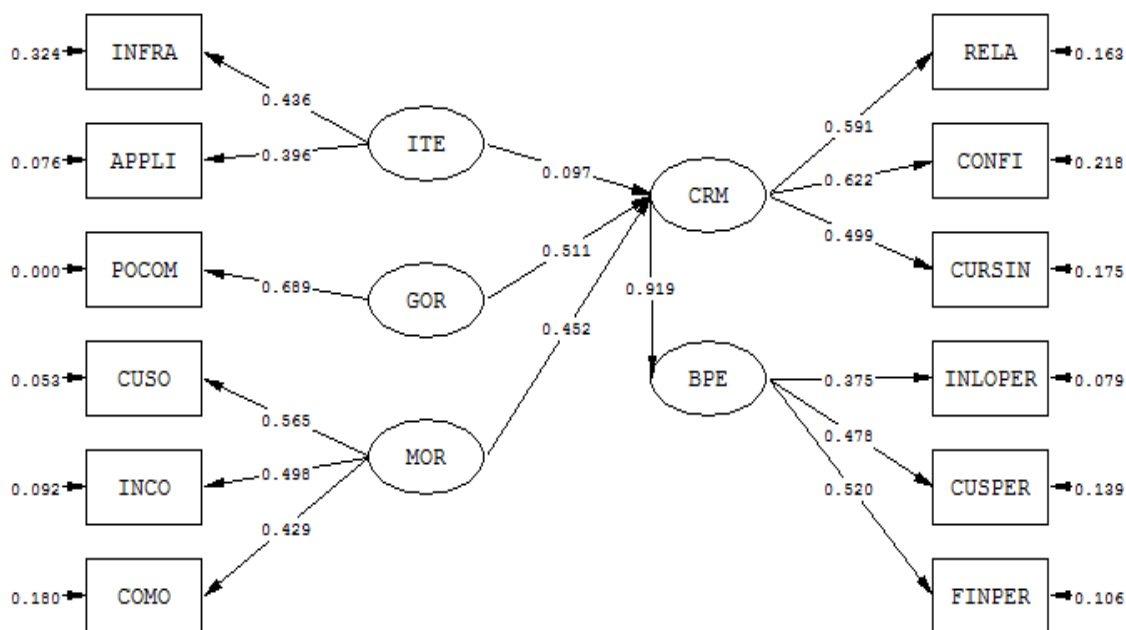 0.324 INFRA
0.436
0.076 APPLI
0.396
0.000 POCOM
0.689
0.053 CUSO
0.565
0.092 INCO
0.498
0.180 COMO
0.429
ITE
0.097
GOR
0.511
MOR
0.452
CRM
0.919
BPE
0.591
RELA 0.163
0.622
CONFI 0.218
0.499
CURSIN 0.175
0.375
INLOPER 0.079
0.478
CUSPER 0.139
0.520
FINPER 0.106